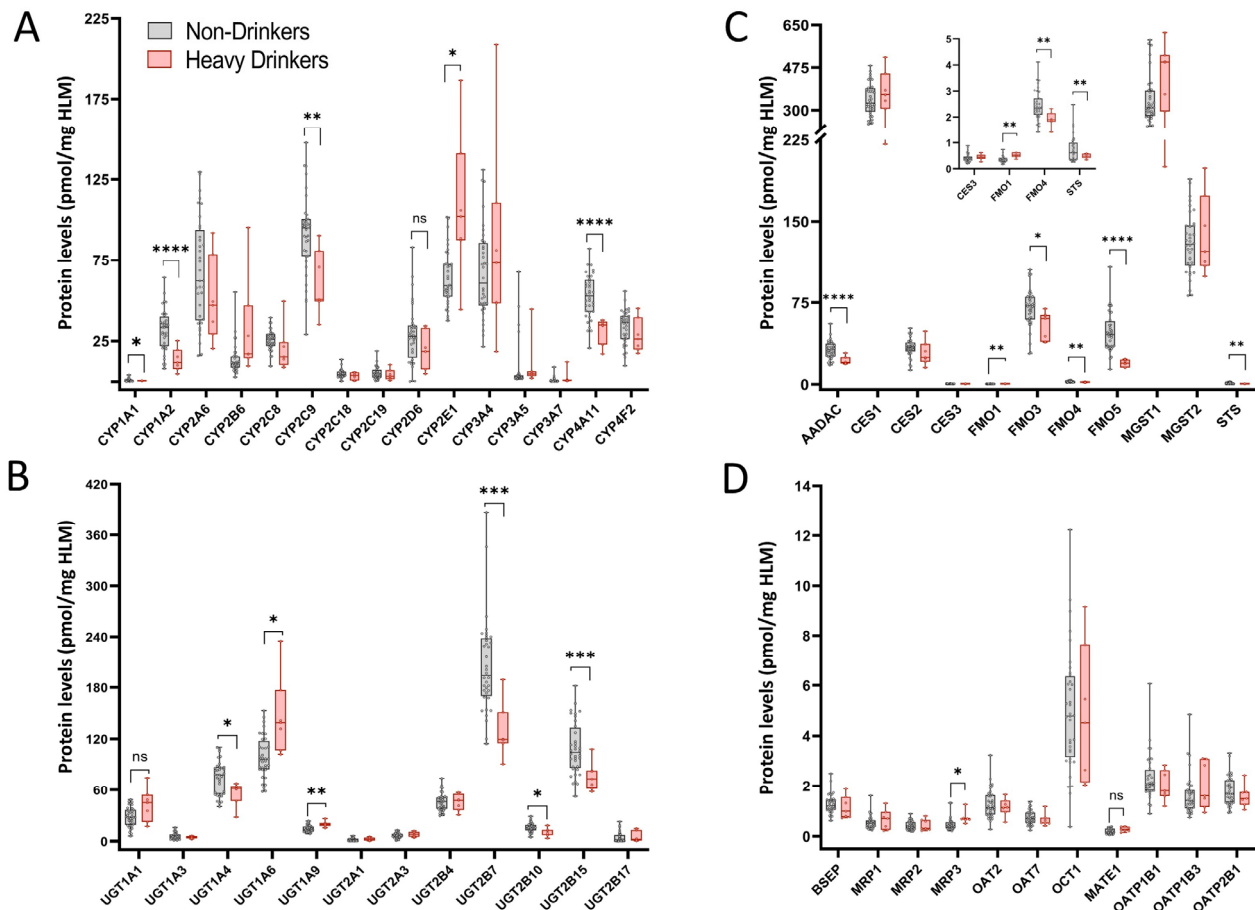 A
Non-Drinkers
Heavy Drinkers
Protein levels (pmol/mg HLM)
225
175
125
75
25
*
****
**
ns
*
****
CYP1A1
CYP1A2
CYP2A6
CYP2B6
CYP2C8
CYP2C9
CYP2C18
CYP2C19
CYP2D6
CYP2E1
CYP3A4
CYP3A5
CYP3A7
CYP4A11
CYP4F2
B
Protein levels (pmol/mg HLM)
420
360
300
240
180
120
60
0
ns
*
*
**
***
*
***
UGT1A1
UGT1A3
UGT1A4
UGT1A6
UGT1A9
UGT2A1
UGT2A3
UGT2B4
UGT2B7
UGT2B10
UGT2B15
UGT2B17
C
Protein levels (pmol/mg HLM)
650
475
300
225
150
75
0
5
4
3
2
1
0
**
**
**
CES3
FMO1
FMO4
STS
****
**
*
**
****
**
AADAC
CES1
CES2
CES3
FMO1
FMO3
FMO4
FMO5
MGST1
MGST2
STS
D
Protein levels (pmol/mg HLM)
14
12
10
8
6
4
2
0
*
ns
BSEP
MRP1
MRP2
MRP3
OAT2
OAT7
OCT1
MATE1
OATP1B1
OATP1B3
OATP2B1